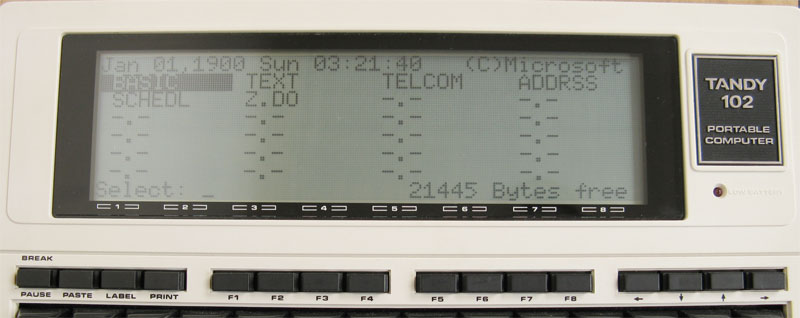 Jan 01,1900 Sun 03:21:40 (C)Microsoft
BASIC TEXT TELCOM ADDRSS
SCHEDL Z.DO -.- -.-
-.- -.- -.- -.-
-.- -.- -.- -.-
-.- -.- -.- -.-
-.- -.- -.- -.-
Select: _ 21445 Bytes free
1 2 3 4 5 6 7 8
TANDY
102
PORTABLE
COMPUTER
LOW BATTERY
BREAK
PAUSE PASTE LABEL PRINT F1 F2 F3 F4 F5 F6 F7 F8 ← ↓ ↑ →